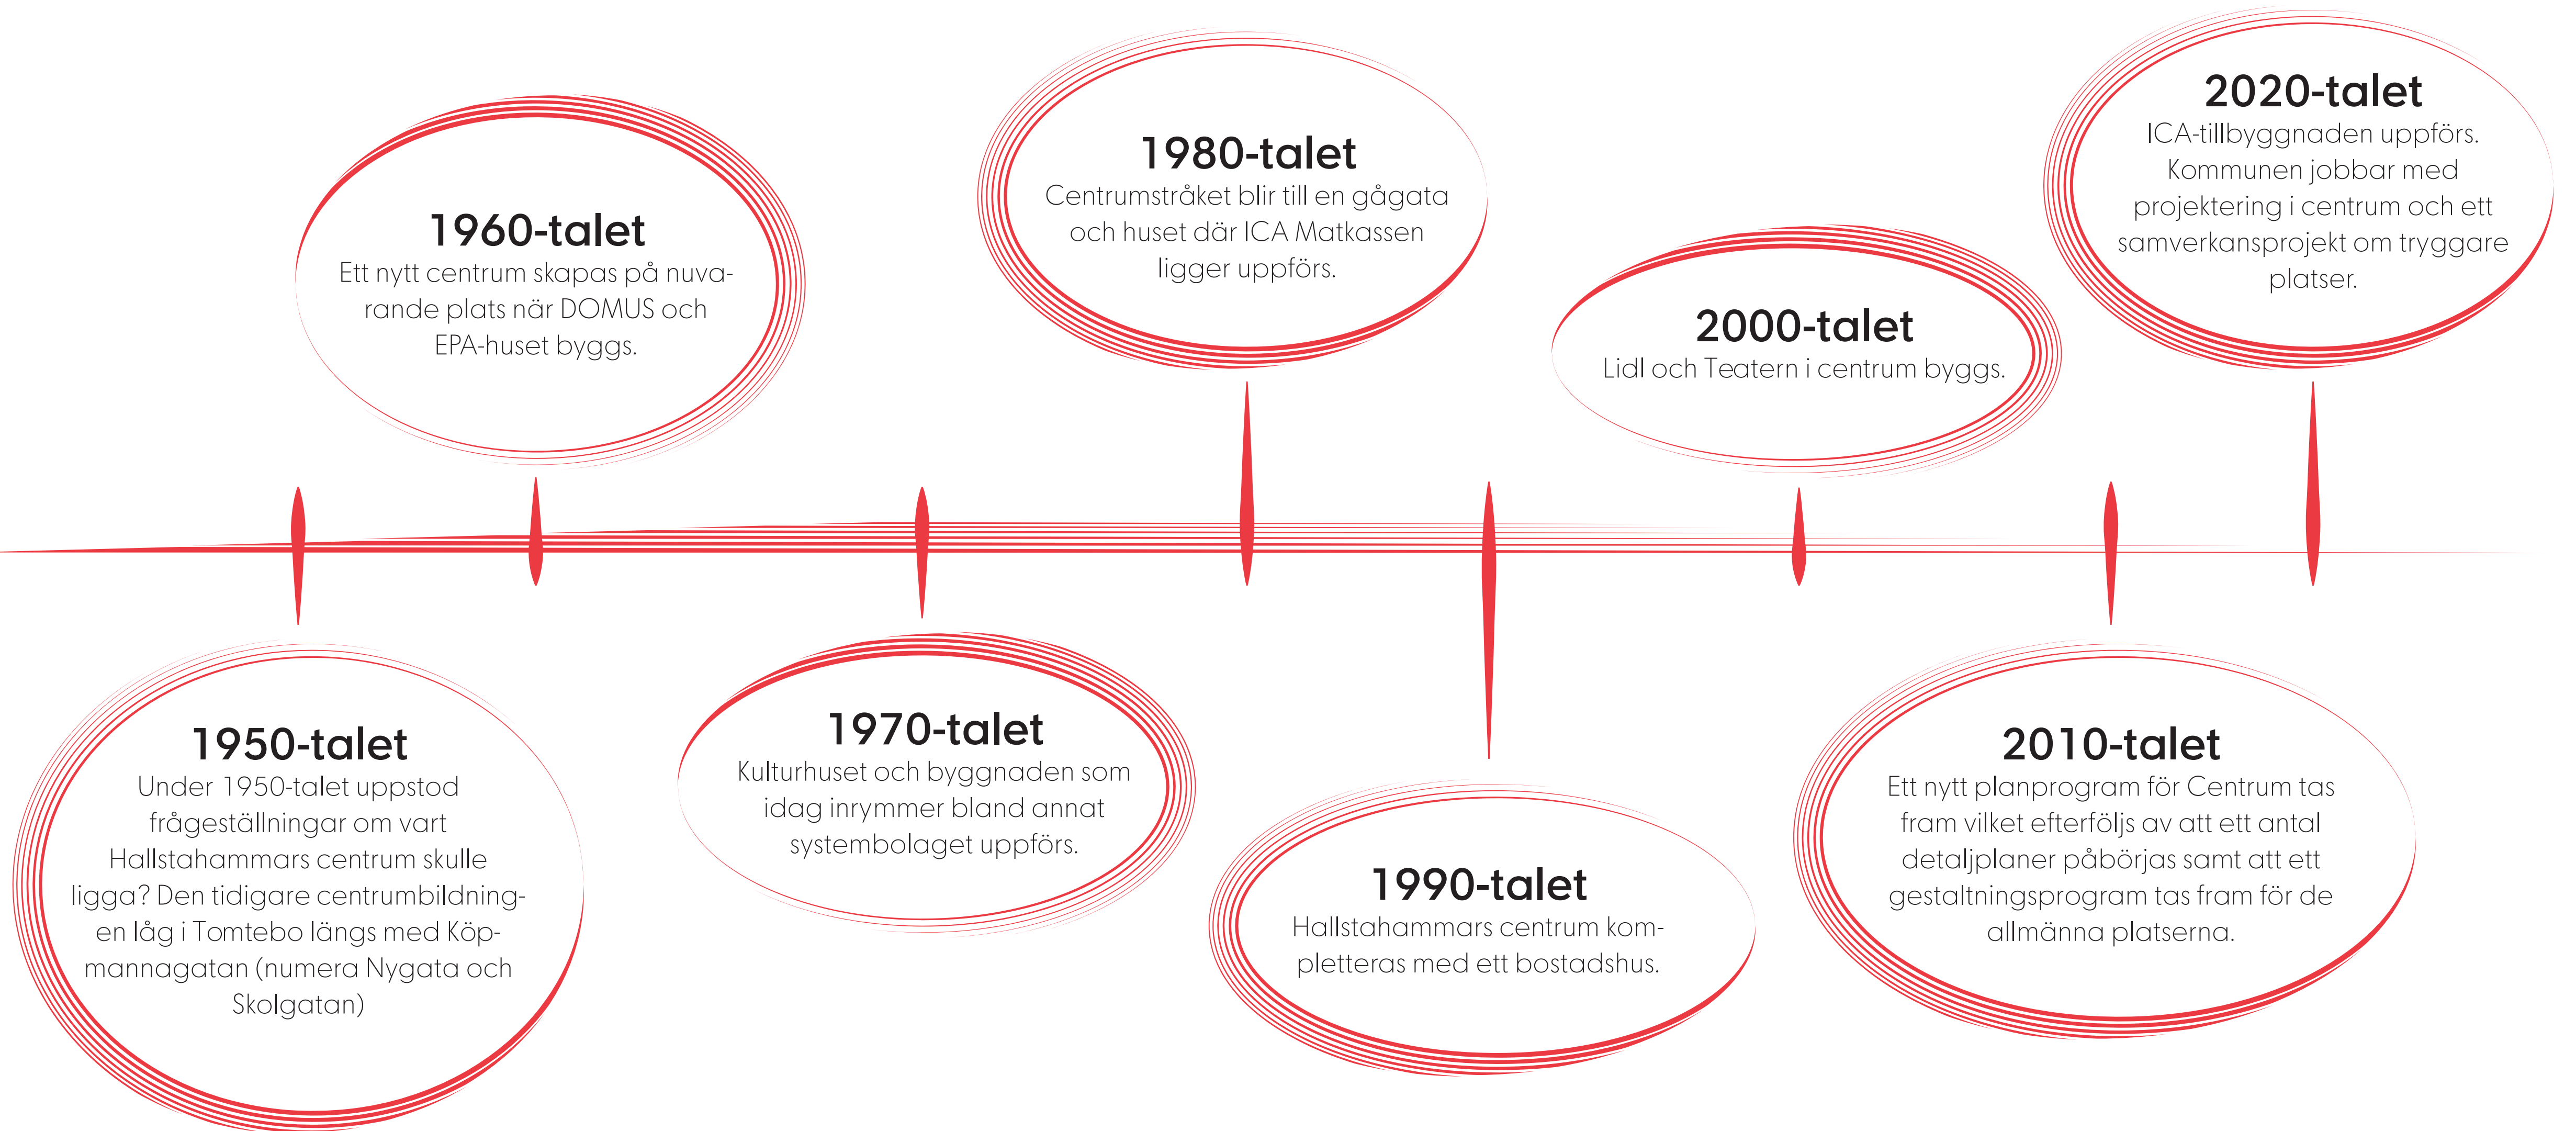 1950-talet
Under 1950-talet uppstod
frågeställningar om vart
Hallstahammars centrum skulle
ligga? Den tidigare centrumbildning-
en låg i Tomtebo längs med Köp-
mannagatan (numera Nygata och
Skolgatan)
1960-talet
Ett nytt centrum skapas på nuva-
rande plats när DOMUS och
EPA-huset byggs.
1970-talet
Kulturhuset och byggnaden som
idag inrymmer bland annat
systembolaget uppförs.
1980-talet
Centrumstråket blir till en gågata
och huset där ICA Matkassen
ligger uppförs.
1990-talet
Hallstahammars centrum kom-
pletteras med ett bostadshus.
2000-talet
Lidl och Teatern i centrum byggs.
2010-talet
Ett nytt planprogram för Centrum tas
fram vilket efterföljs av att ett antal
detaljplaner påbörjas samt att ett
gestaltningsprogram tas fram för de
allmänna platserna.
2020-talet
ICA-tillbyggnaden uppförs.
Kommunen jobbar med
projektering i centrum och ett
samverkansprojekt om tryggare
platser.